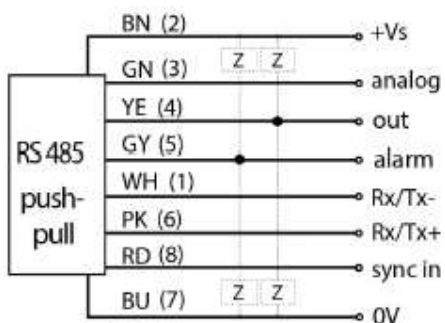 BN (2) +Vs
Z Z
GN (3) analog
YE (4) out
RS 485 push-pull
GY (5) alarm
WH (1) Rx/Tx-
PK (6) Rx/Tx+
RD (8) sync in
Z Z
BU (7) 0V